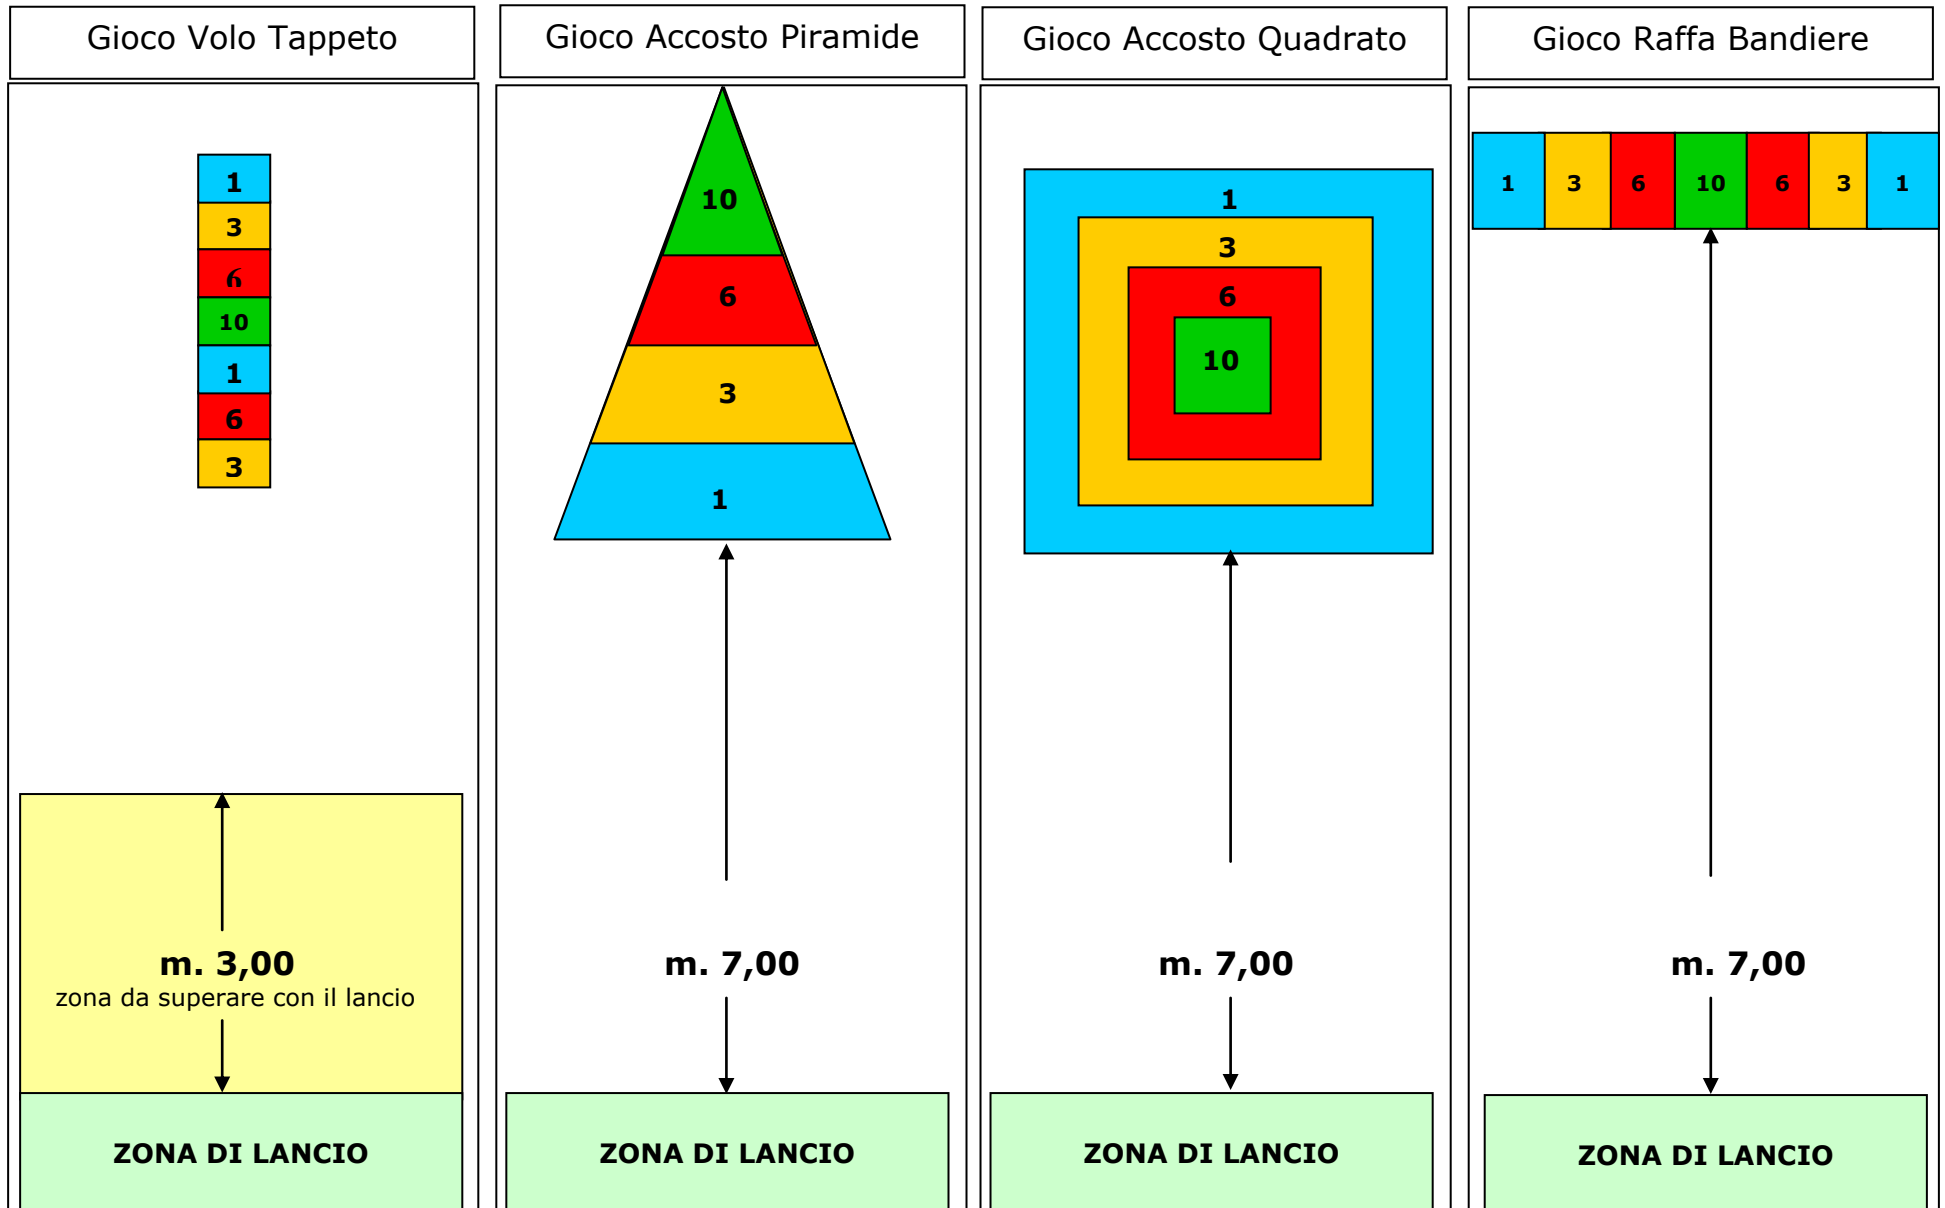 Gioco Volo Tappeto
1
3
6
10
1
6
3
m. 3,00
zona da superare con il lancio
ZONA DI LANCIO
Gioco Accosto Piramide
10
6
3
1
m. 7,00
ZONA DI LANCIO
Gioco Accosto Quadrato
1
3
6
10
m. 7,00
ZONA DI LANCIO
Gioco Raffa Bandiere
1 3 6 10 6 3 1
m. 7,00
ZONA DI LANCIO